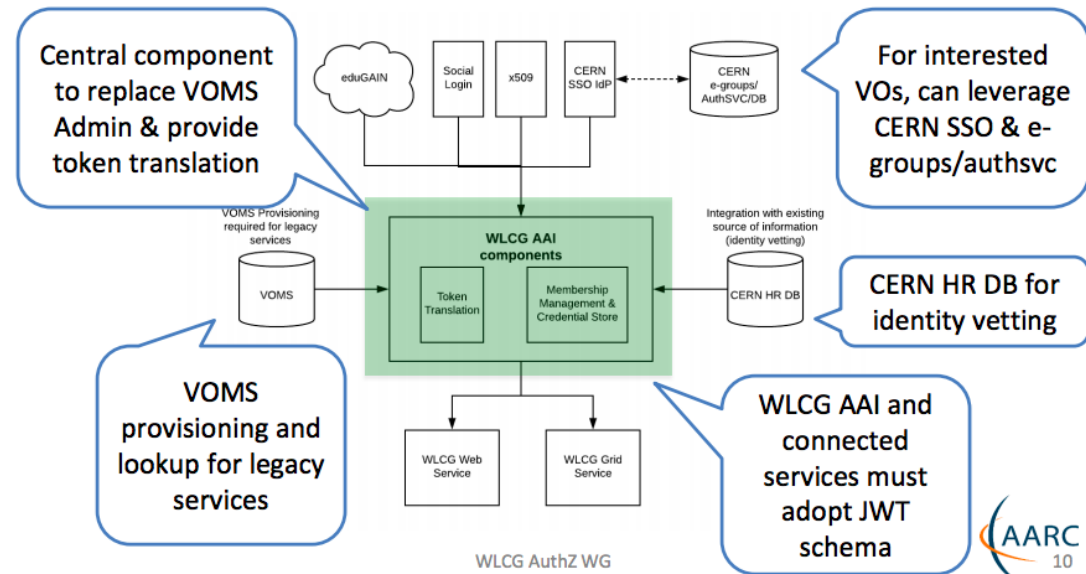 Central component
to replace VOMS
Admin & provide
token translation
eduGAIN
Social
Login
x509
CERN
SSO IdP
CERN
e-groups/
AuthSVC/DB
For interested
VOs, can leverage
CERN SSO & e-
groups/authsvc
VOMS Provisioning
required for legacy
services
VOMS
WLCG AAI
components
Token
Translation
Membership
Management &
Credential Store
Integration with existing
source of information
(identity vetting)
CERN HR DB
CERN HR DB for
identity vetting
VOMS
provisioning and
lookup for legacy
services
WLCG Web
Service
WLCG Grid
Service
WLCG AAI and
connected
services must
adopt JWT
schema
WLCG AuthZ WG
AARC
10